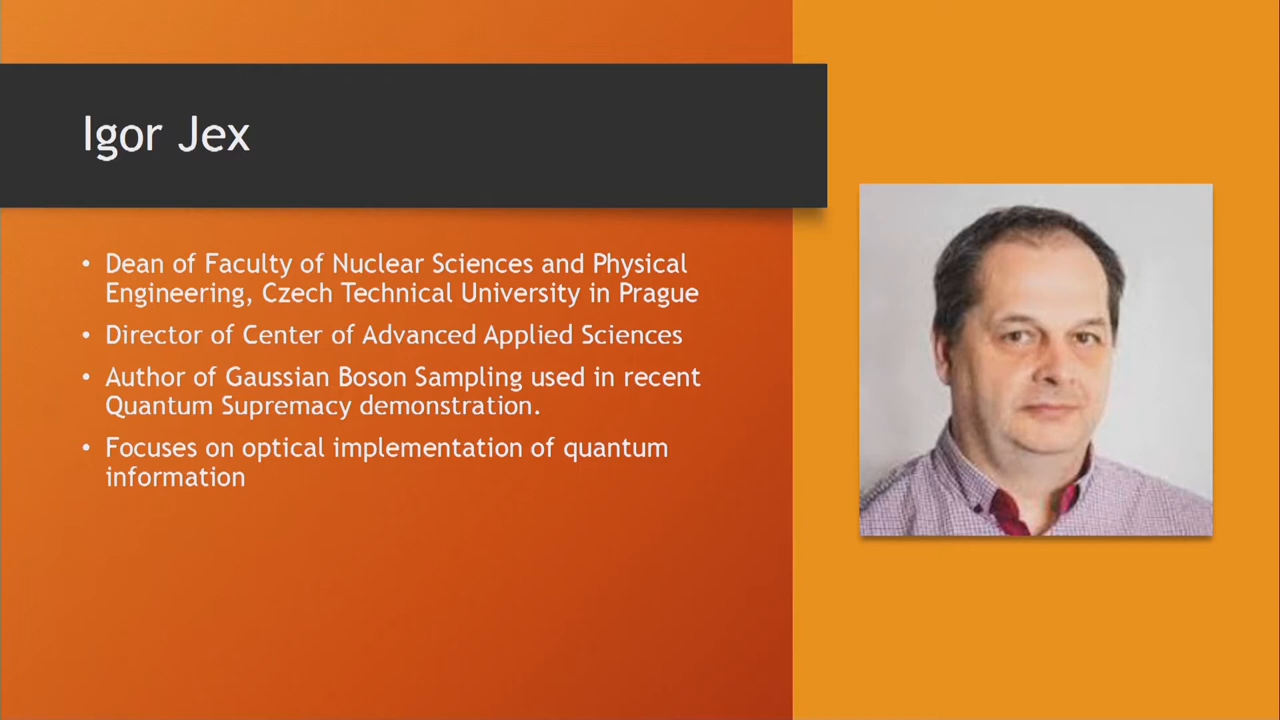 Igor Jex
• Dean of Faculty of Nuclear Sciences and Physical
Engineering, Czech Technical University in Prague
• Director of Center of Advanced Applied Sciences
• Author of Gaussian Boson Sampling used in recent
Quantum Supremacy demonstration.
• Focuses on optical implementation of quantum
information